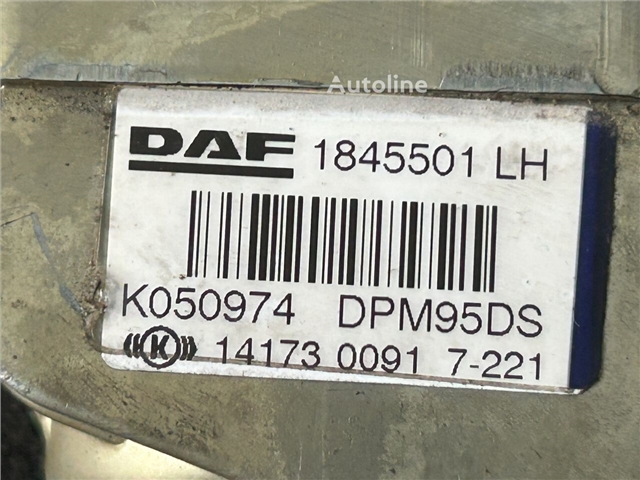 Autoline
DAF 1845501 LH
K050974 DPM95DS
K 14173 0091 7-221